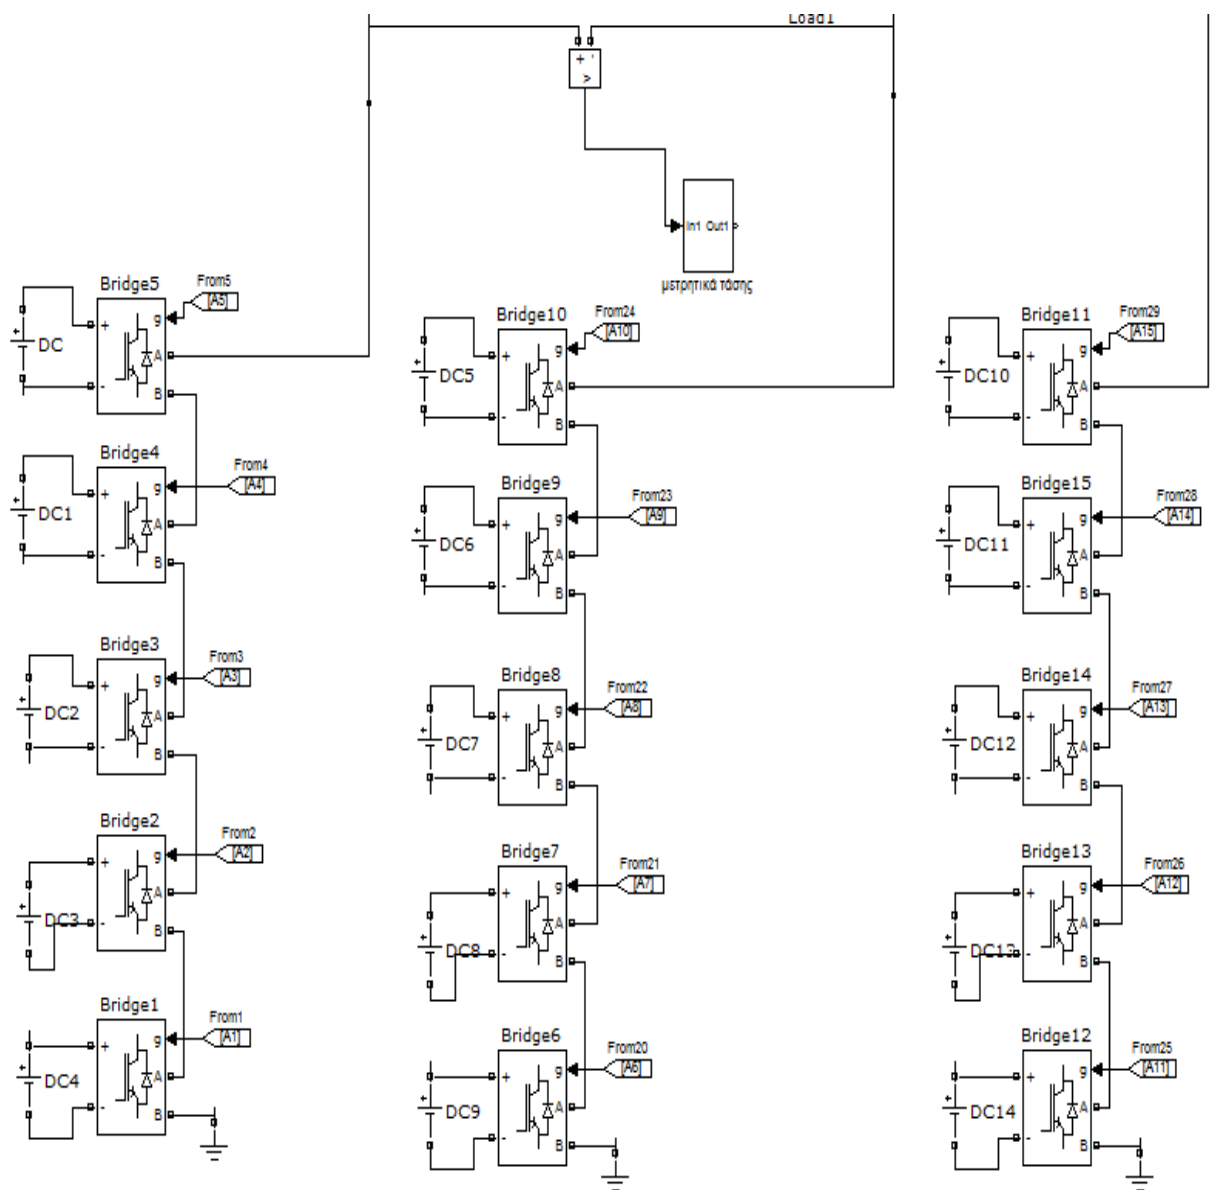 Load1
+ -
v
In1 Out1
μετρητικά τάσης
Bridge5
From5
[A5]
g
+
DC
A
-
B
Bridge4
From4
[A4]
g
+
DC1
A
-
B
Bridge3
From3
[A3]
g
+
DC2
A
-
B
Bridge2
From2
[A2]
g
+
DC3
A
-
B
Bridge1
From1
[A1]
g
+
DC4
A
-
B
Bridge10
From24
[A10]
g
+
DC5
A
-
B
Bridge9
From23
[A9]
g
+
DC6
A
-
B
Bridge8
From22
[A8]
g
+
DC7
A
-
B
Bridge7
From21
[A7]
g
+
DC8
A
-
B
Bridge6
From20
[A6]
g
+
DC9
A
-
B
Bridge11
From29
[A15]
g
+
DC10
A
-
B
Bridge15
From28
[A14]
g
+
DC11
A
-
B
Bridge14
From27
[A13]
g
+
DC12
A
-
B
Bridge13
From26
[A12]
g
+
DC13
A
-
B
Bridge12
From25
[A11]
g
+
DC14
A
-
B